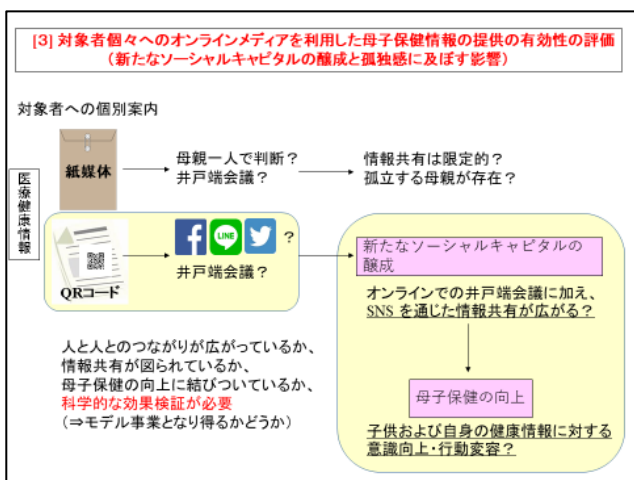 [3] 対象者個々へのオンラインメディアを利用した母子保健情報の提供の有効性の評価
(新たなソーシャルキャピタルの醸成と孤独感に及ぼす影響)
対象者への個別案内
医療健康情報
紙媒体
母親一人で判断?
井戸端会議?
情報共有は限定的?
孤立する母親が存在?
QRコード
LINE
?
井戸端会議?
新たなソーシャルキャピタルの
醸成
オンラインでの井戸端会議に加え、
SNS を通じた情報共有が広がる?
人と人とのつながりが広がっているか、
情報共有が図られているか、
母子保健の向上に結びついているか、
科学的な効果検証が必要
(⇒モデル事業となり得るかどうか)
母子保健の向上
子供および自身の健康情報に対する
意識向上・行動変容?